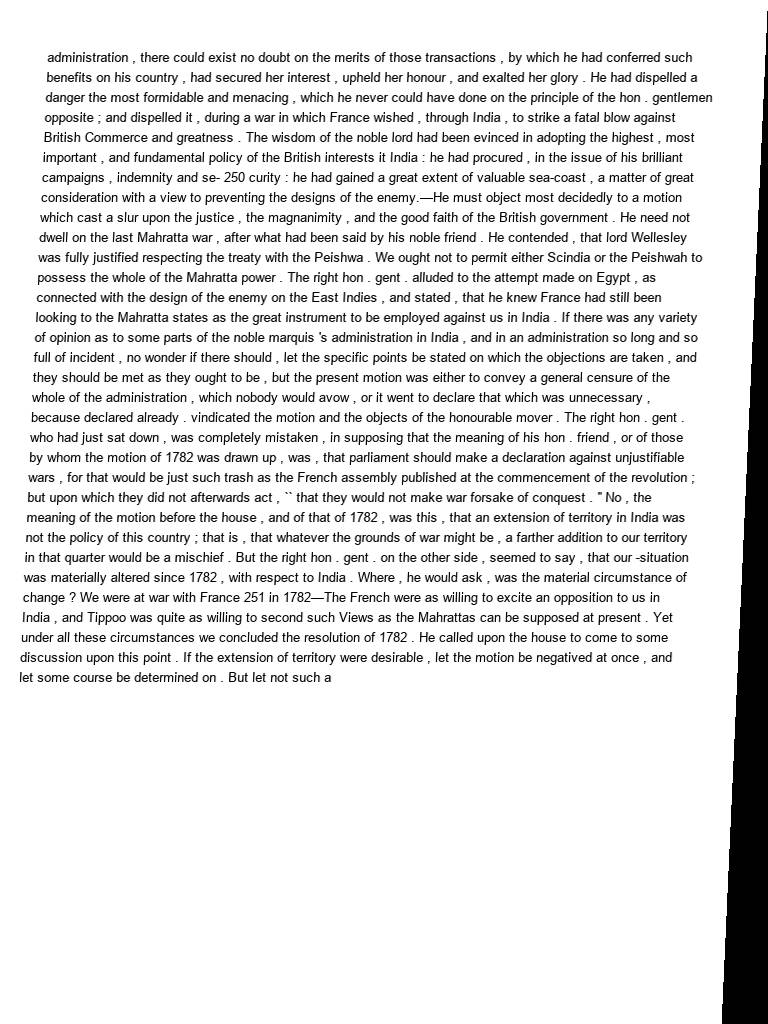 administration , there could exist no doubt on the merits of those transactions , by which he had conferred such
benefits on his country , had secured her interest , upheld her honour , and exalted her glory . He had dispelled a
danger the most formidable and menacing , which he never could have done on the principle of the hon . gentlemen
opposite ; and dispelled it , during a war in which France wished , through India , to strike a fatal blow against
British Commerce and greatness . The wisdom of the noble lord had been evinced in adopting the highest , most
important , and fundamental policy of the British interests it India : he had procured , in the issue of his brilliant
campaigns , indemnity and se- 250 curity : he had gained a great extent of valuable sea-coast , a matter of great
consideration with a view to preventing the designs of the enemy.—He must object most decidedly to a motion
which cast a slur upon the justice , the magnanimity , and the good faith of the British government . He need not
dwell on the last Mahratta war , after what had been said by his noble friend . He contended , that lord Wellesley
was fully justified respecting the treaty with the Peishwa . We ought not to permit either Scindia or the Peishwah to
possess the whole of the Mahratta power . The right hon . gent . alluded to the attempt made on Egypt , as
connected with the design of the enemy on the East Indies , and stated , that he knew France had still been
looking to the Mahratta states as the great instrument to be employed against us in India . If there was any variety
of opinion as to some parts of the noble marquis 's administration in India , and in an administration so long and so
full of incident , no wonder if there should , let the specific points be stated on which the objections are taken , and
they should be met as they ought to be , but the present motion was either to convey a general censure of the
whole of the administration , which nobody would avow , or it went to declare that which was unnecessary ,
because declared already . vindicated the motion and the objects of the honourable mover . The right hon . gent .
who had just sat down , was completely mistaken , in supposing that the meaning of his hon . friend , or of those
by whom the motion of 1782 was drawn up , was , that parliament should make a declaration against unjustifiable
wars , for that would be just such trash as the French assembly published at the commencement of the revolution ;
but upon which they did not afterwards act , `` that they would not make war forsake of conquest . " No , the
meaning of the motion before the house , and of that of 1782 , was this , that an extension of territory in India was
not the policy of this country ; that is , that whatever the grounds of war might be , a farther addition to our territory
in that quarter would be a mischief . But the right hon . gent . on the other side , seemed to say , that our -situation
was materially altered since 1782 , with respect to India . Where , he would ask , was the material circumstance of
change ? We were at war with France 251 in 1782—The French were as willing to excite an opposition to us in
India , and Tippoo was quite as willing to second such Views as the Mahrattas can be supposed at present . Yet
under all these circumstances we concluded the resolution of 1782 . He called upon the house to come to some
discussion upon this point . If the extension of territory were desirable , let the motion be negatived at once , and
let some course be determined on . But let not such a